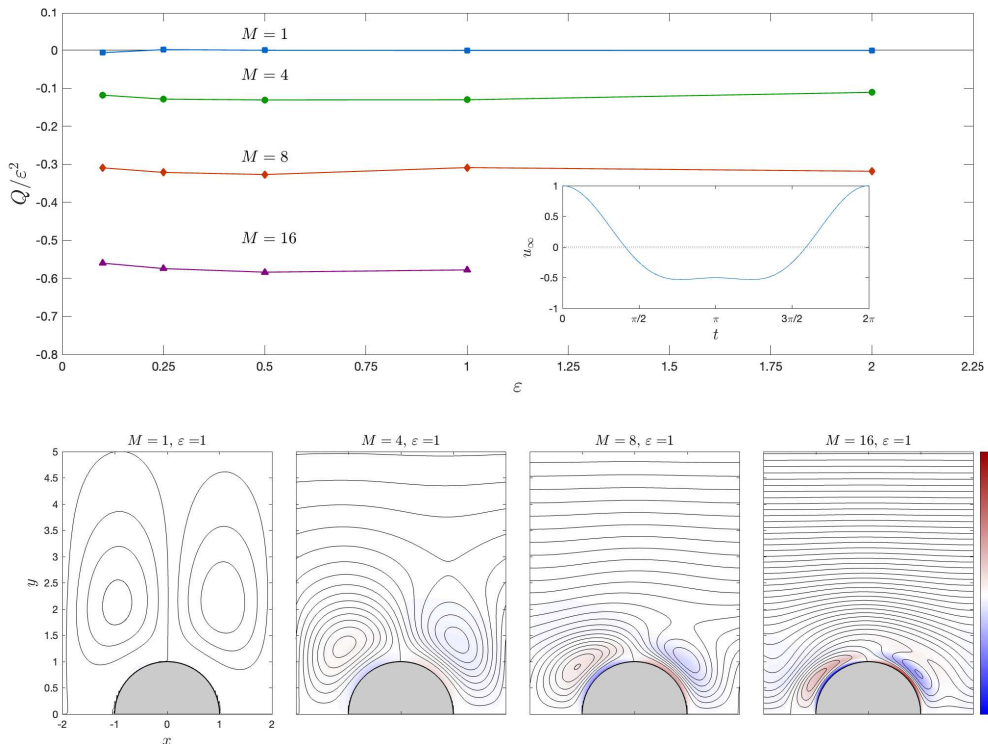 0.1
0
-0.1
-0.2
-0.3
-0.4
-0.5
-0.6
-0.7
-0.8
Q/ε²
M = 1
M = 4
M = 8
M = 16
1
0.5
0
-0.5
-1
u∞
0 π/2 π 3π/2 2π
t
0 0.25 0.5 0.75 1 1.25 1.5 1.75 2 2.25
ε
M = 1, ε =1 M = 4, ε =1 M = 8, ε =1 M = 16, ε =1
5
4.5
4
3.5
3
2.5
2
1.5
1
0.5
0
y
-2 -1 0 1 2
x